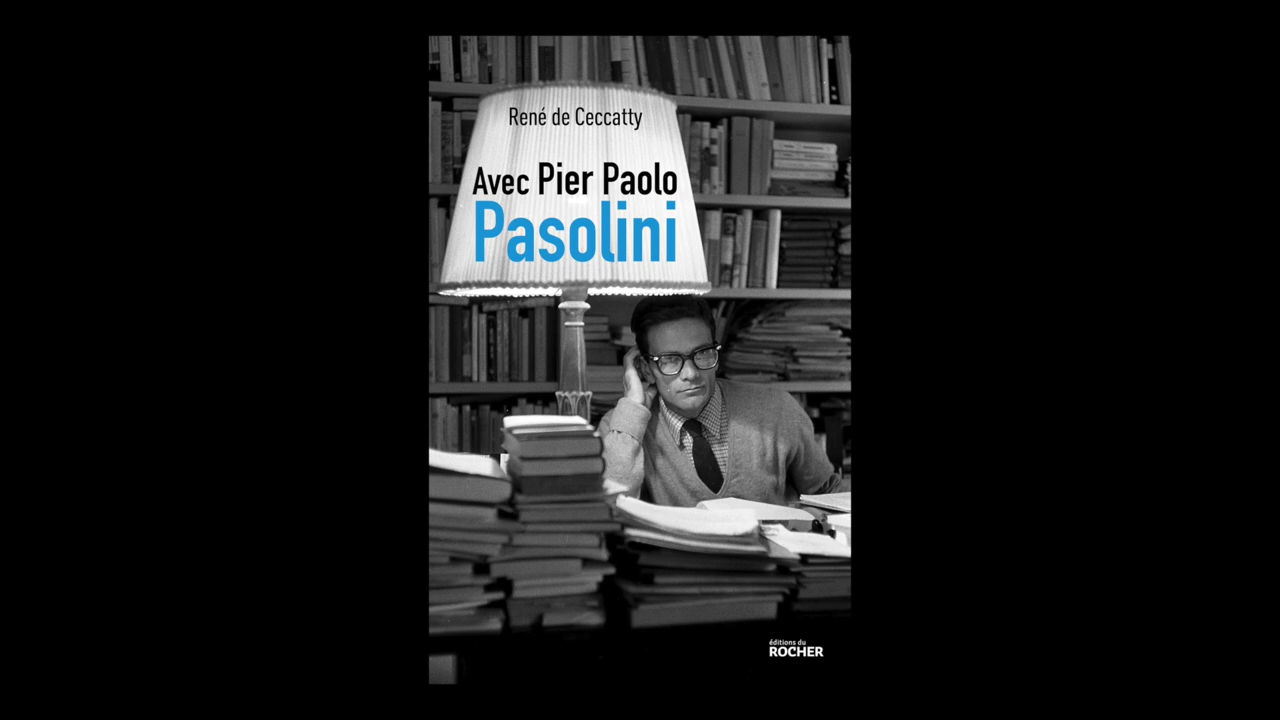 René de Ceccatty
Avec Pier Paolo
Pasolini
éditions du
ROCHER